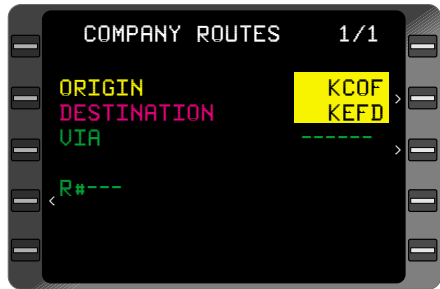 COMPANY ROUTES 1/1
ORIGIN KCOF >
DESTINATION KEFD
VIA ------ >
< R#---